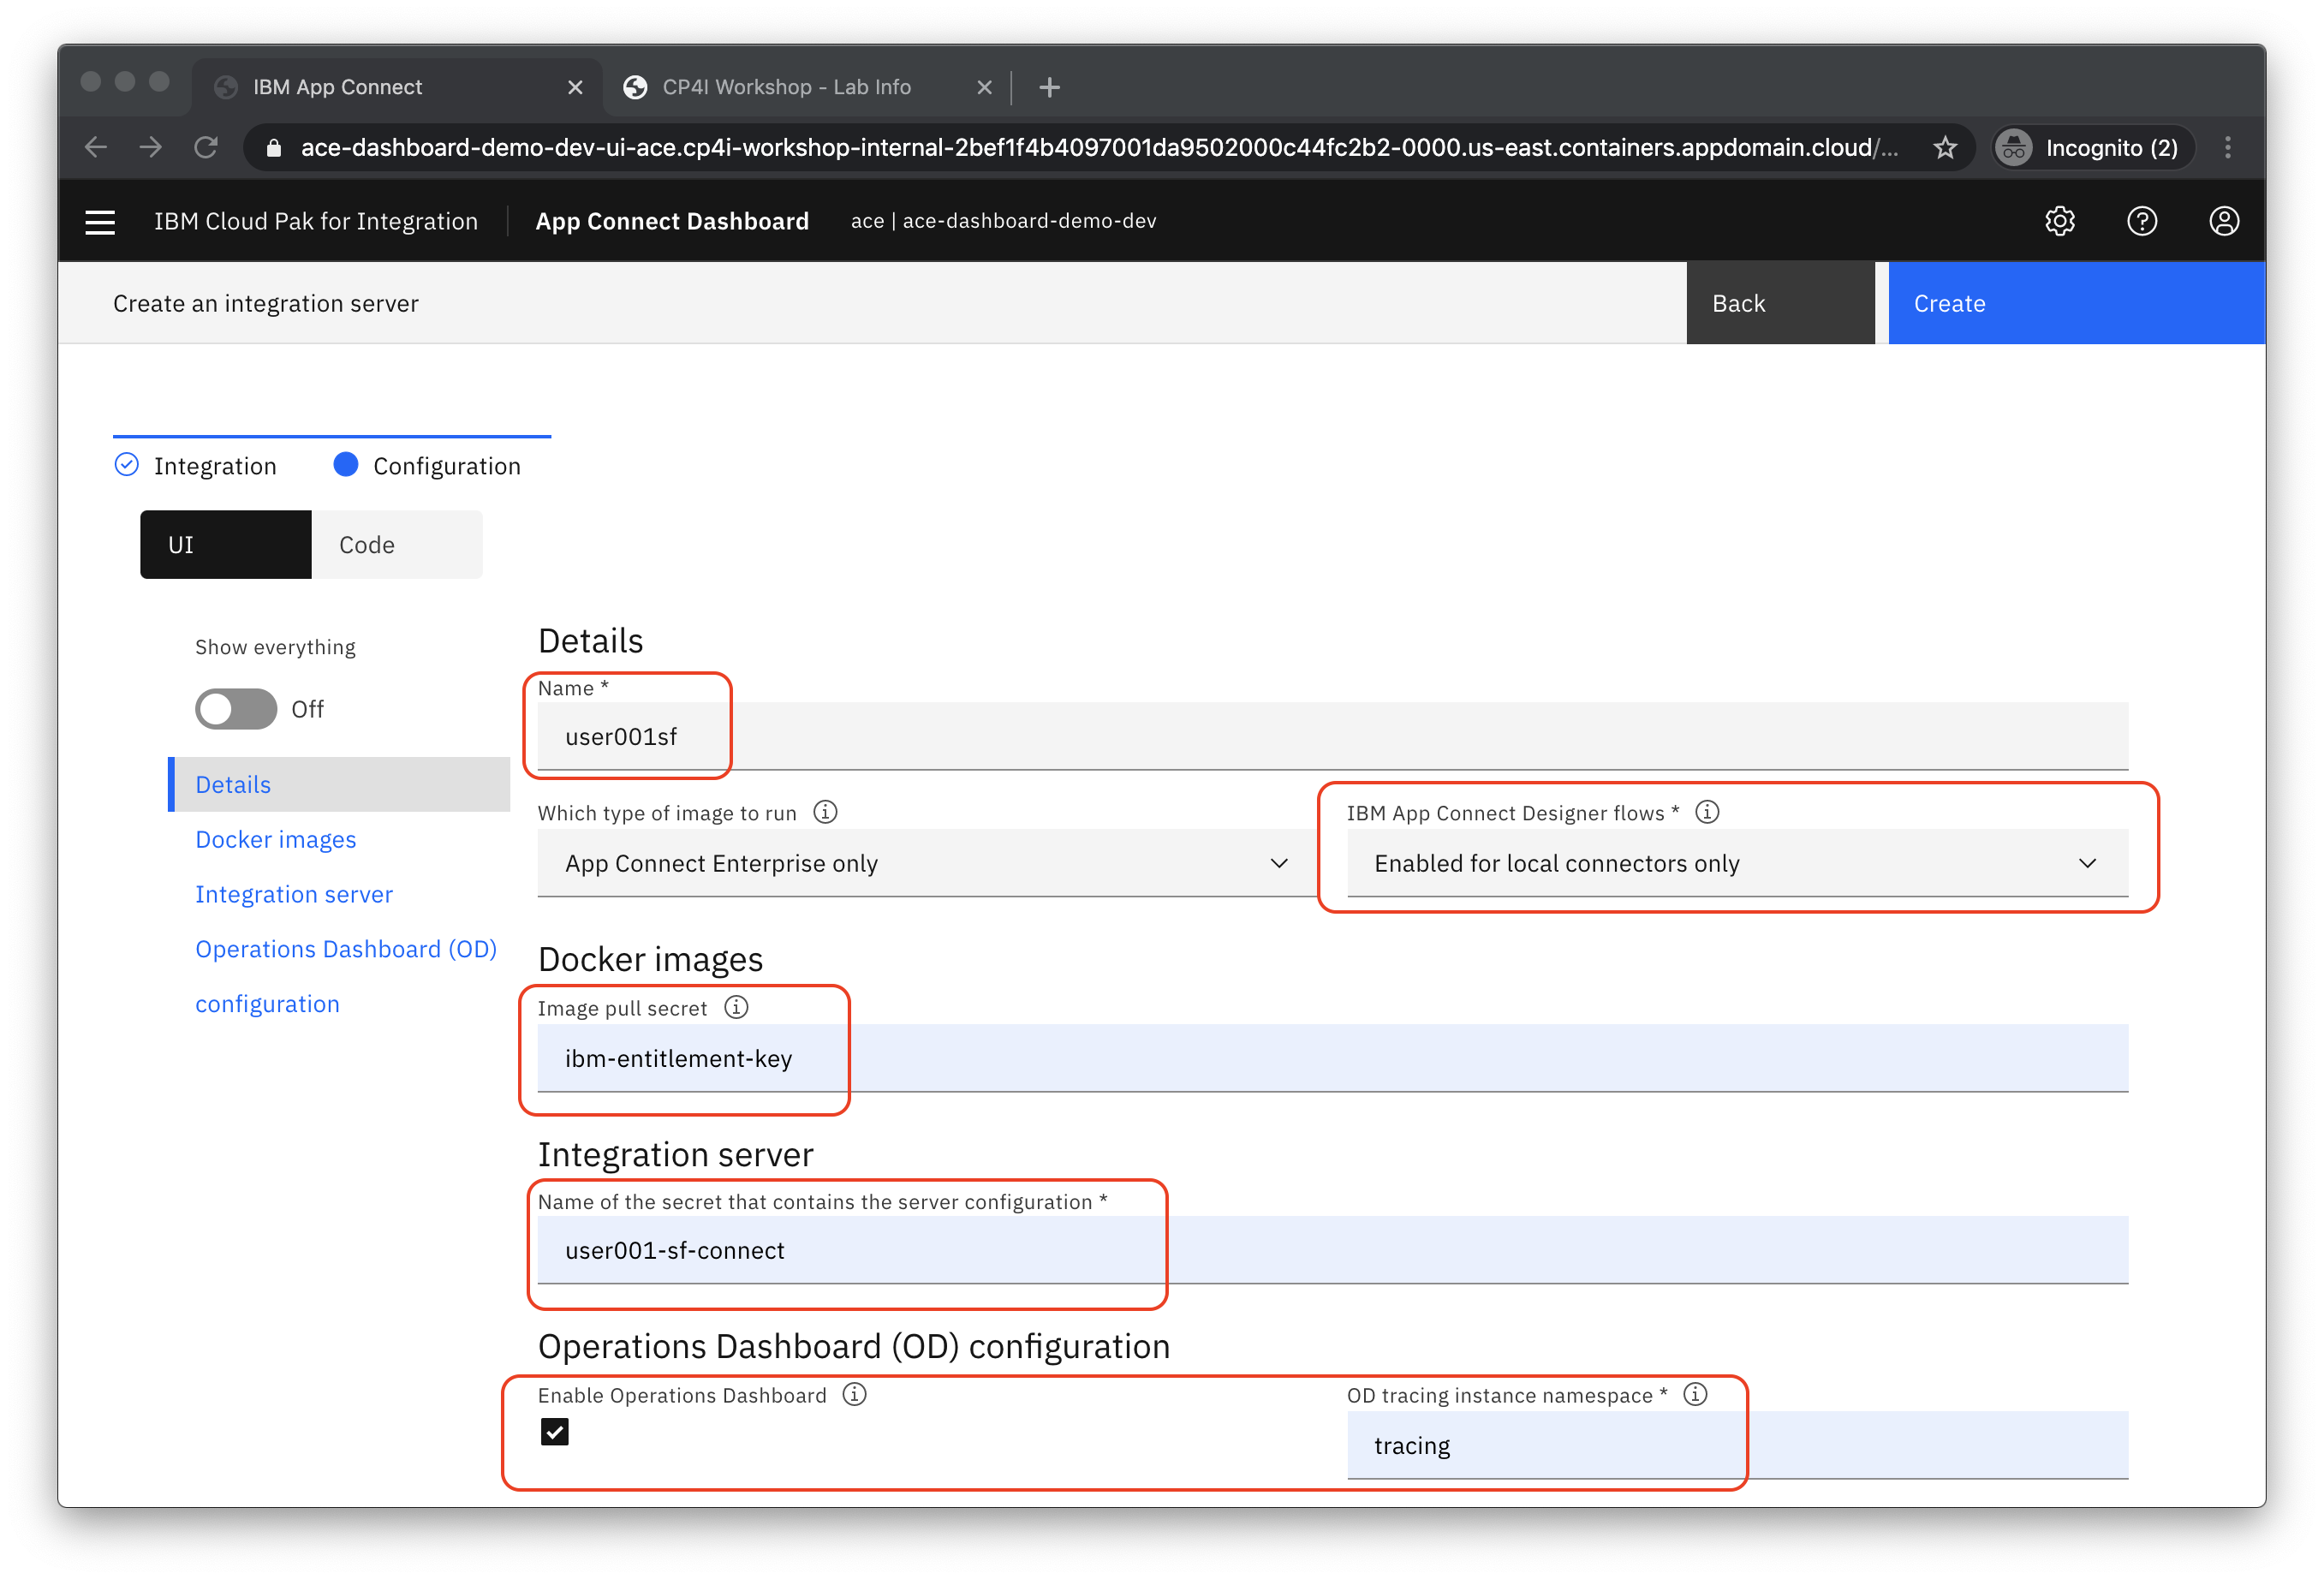 IBM App Connect
CP4I Workshop - Lab Info
ace-dashboard-demo-dev-ui-ace.cp4i-workshop-internal-2bef1f4b4097001da9502000c44fc2b2-0000.us-east.containers.appdomain.cloud/...
Incognito (2)
IBM Cloud Pak for Integration
App Connect Dashboard
ace | ace-dashboard-demo-dev
Create an integration server
Back
Create
Integration
Configuration
UI
Code
Show everything
Off
Details
Docker images
Integration server
Operations Dashboard (OD)
configuration
Details
Name *
user001sf
Which type of image to run
App Connect Enterprise only
IBM App Connect Designer flows *
Enabled for local connectors only
Docker images
Image pull secret
ibm-entitlement-key
Integration server
Name of the secret that contains the server configuration *
user001-sf-connect
Operations Dashboard (OD) configuration
Enable Operations Dashboard
OD tracing instance namespace *
tracing